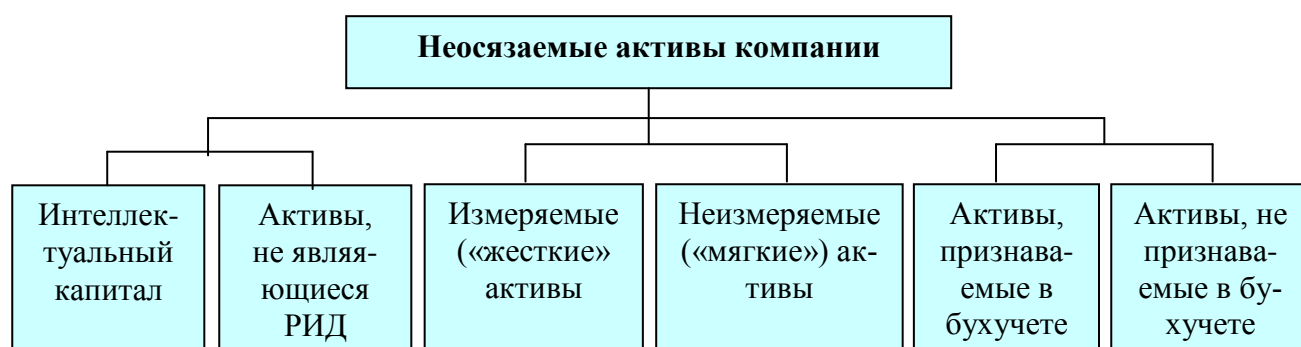 Неосязаемые активы компании
Интеллек-
туальный
капитал
Активы,
не являя-
ющиеся
РИД
Измеряемые
(«жесткие»
активы
Неизмеряемые
(«мягкие») ак-
тивы
Активы,
признава-
емые в
бухучете
Активы, не
признава-
емые в бу-
хучете